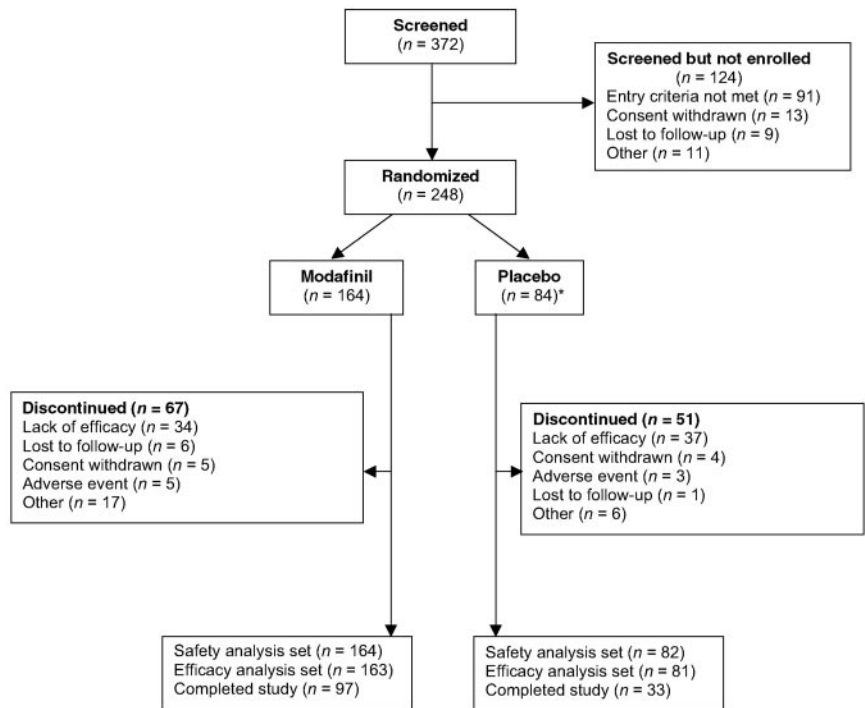 Screened
(n = 372)
Screened but not enrolled
(n = 124)
Entry criteria not met (n = 91)
Consent withdrawn (n = 13)
Lost to follow-up (n = 9)
Other (n = 11)
Randomized
(n = 248)
Modafinil
(n = 164)
Placebo
(n = 84)*
Discontinued (n = 67)
Lack of efficacy (n = 34)
Lost to follow-up (n = 6)
Consent withdrawn (n = 5)
Adverse event (n = 5)
Other (n = 17)
Discontinued (n = 51)
Lack of efficacy (n = 37)
Consent withdrawn (n = 4)
Adverse event (n = 3)
Lost to follow-up (n = 1)
Other (n = 6)
Safety analysis set (n = 164)
Efficacy analysis set (n = 163)
Completed study (n = 97)
Safety analysis set (n = 82)
Efficacy analysis set (n = 81)
Completed study (n = 33)